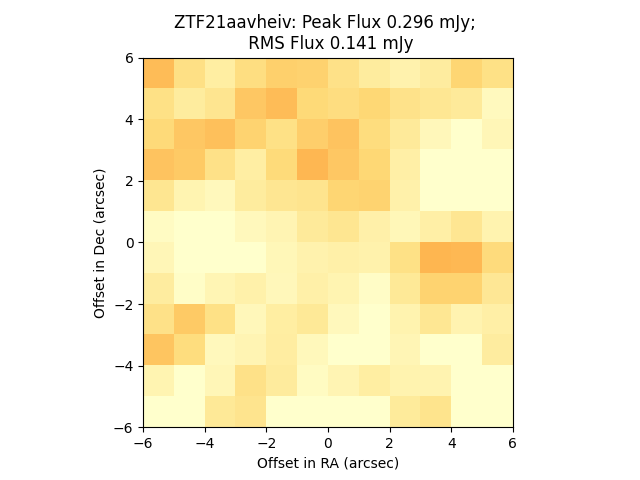 ZTF21aavheiv: Peak Flux 0.296 mJy;
RMS Flux 0.141 mJy
6
4
2
0
−2
−4
−6
Offset in Dec (arcsec)
−6 −4 −2 0 2 4 6
Offset in RA (arcsec)